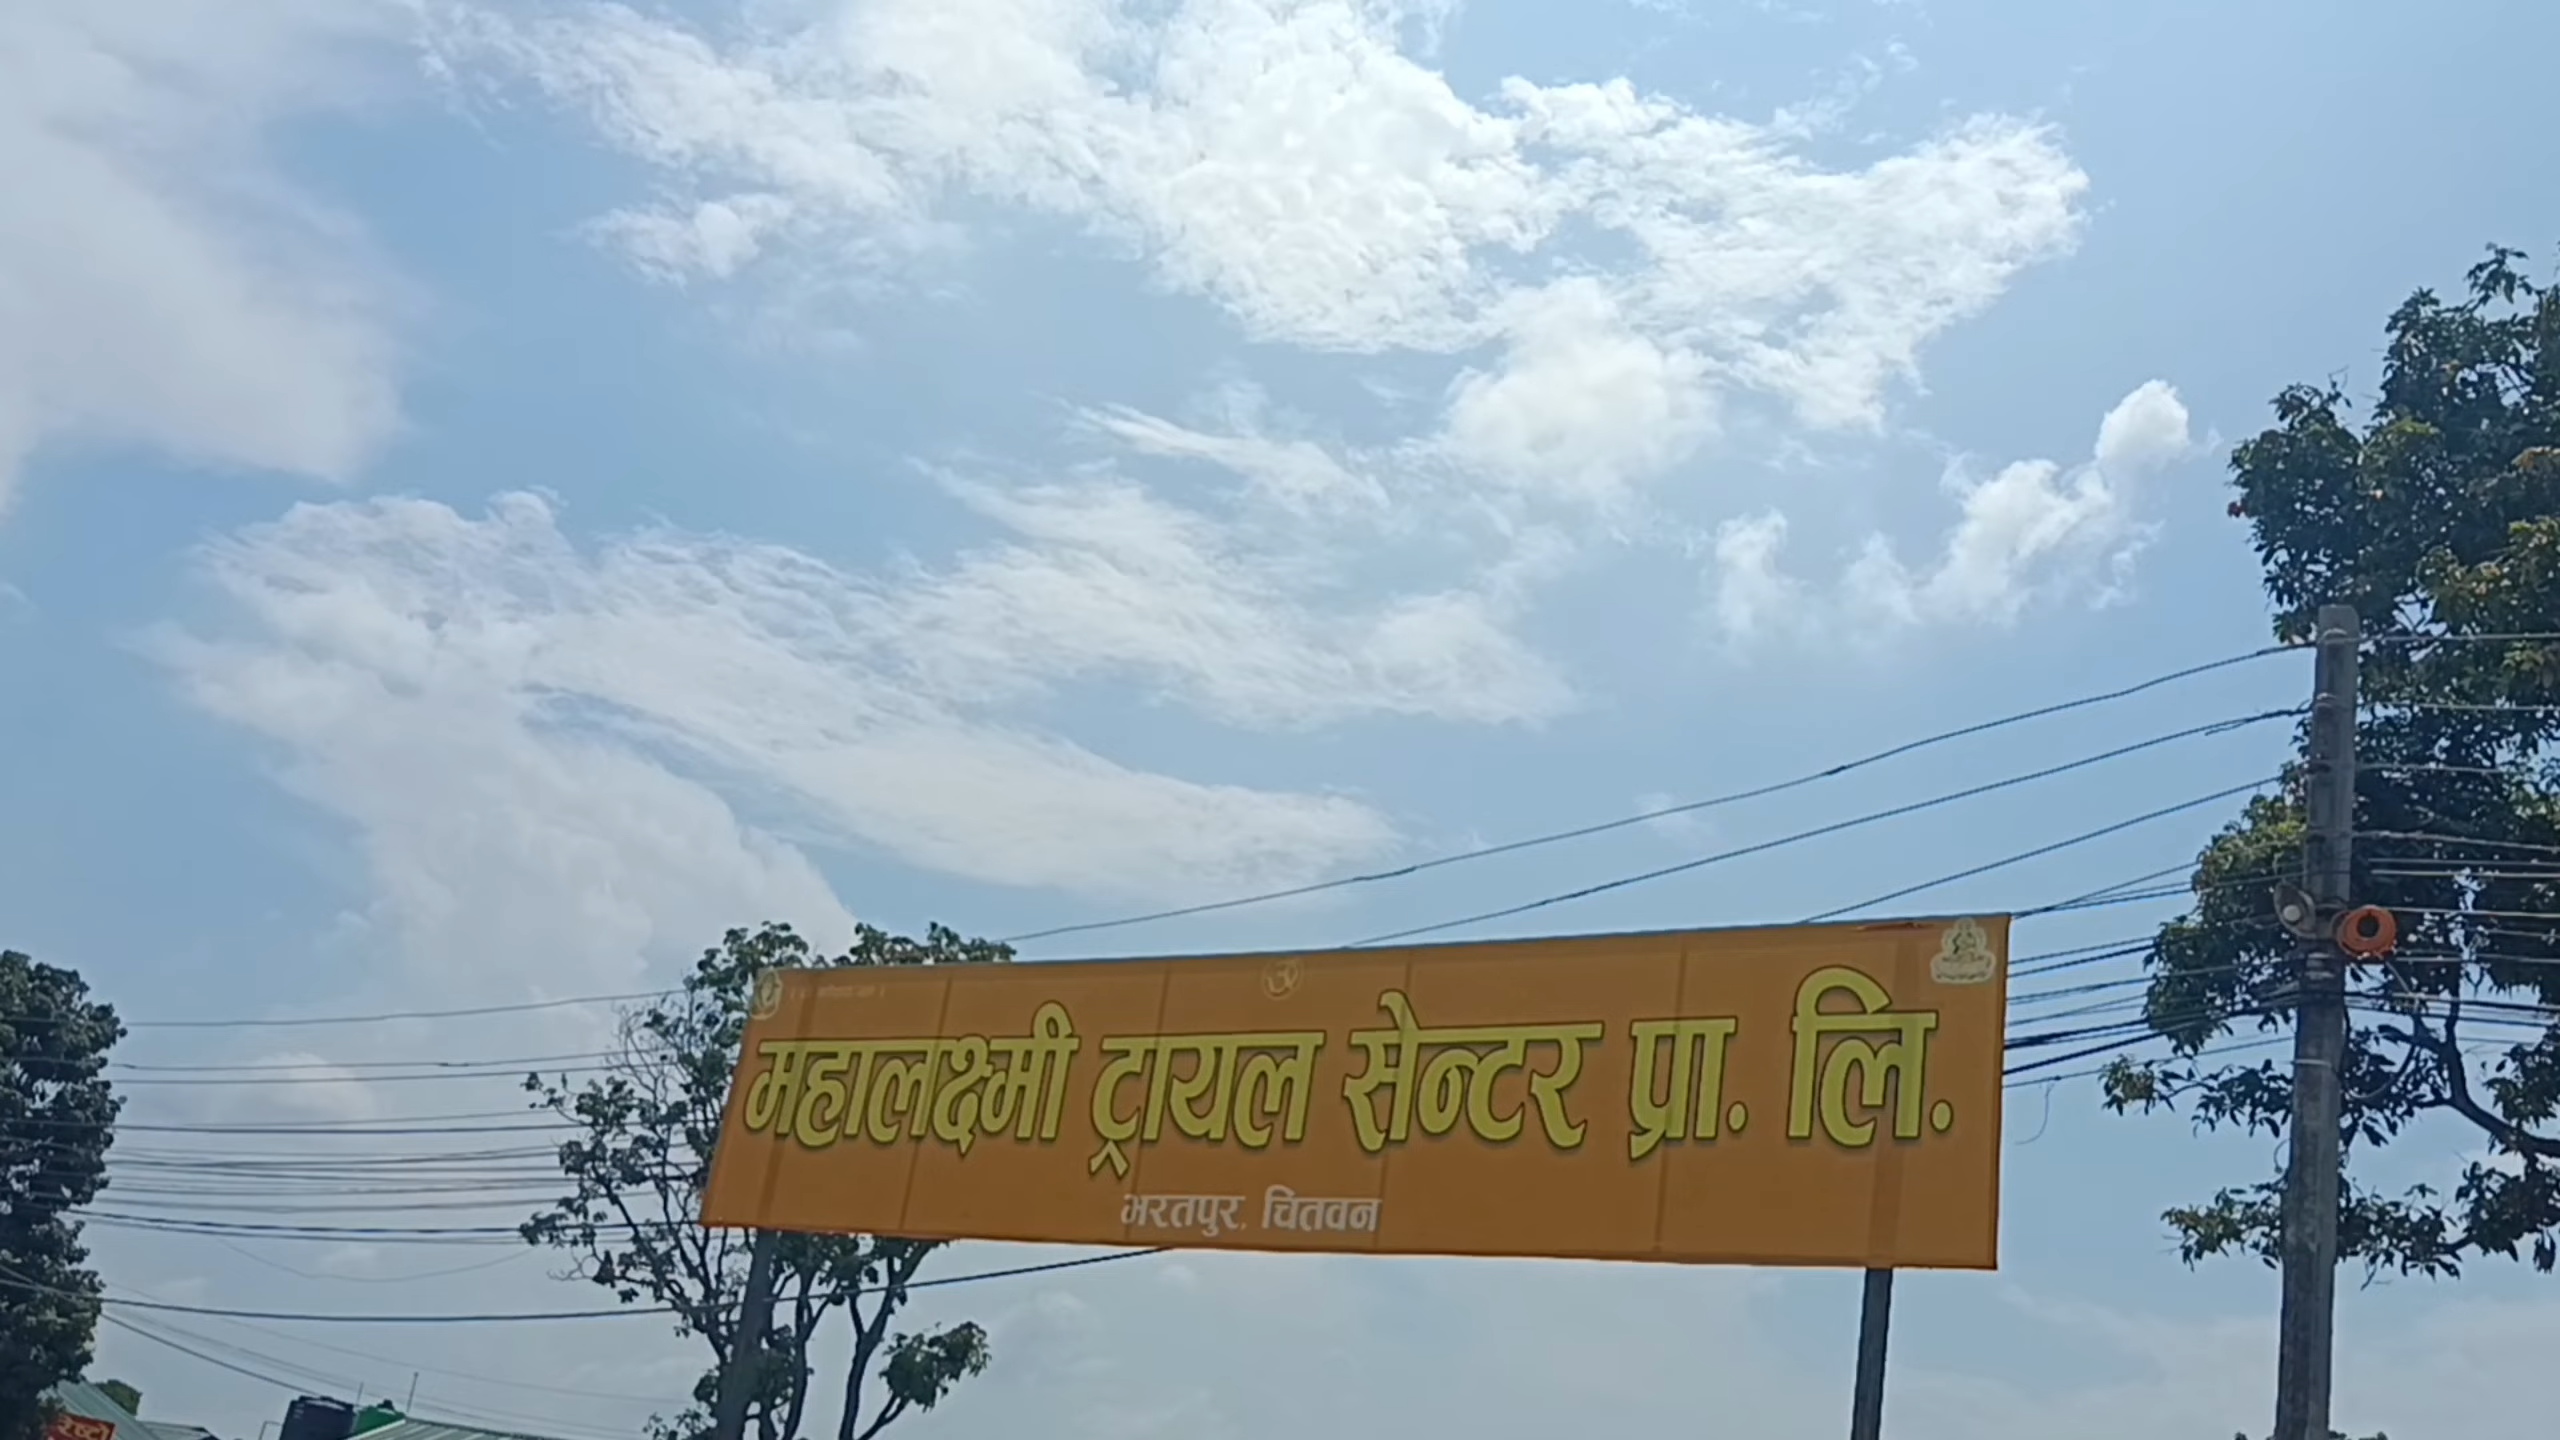 महालक्ष्मी ट्रायल सेन्टर प्रा. लि.
भरतपुर, चितवन